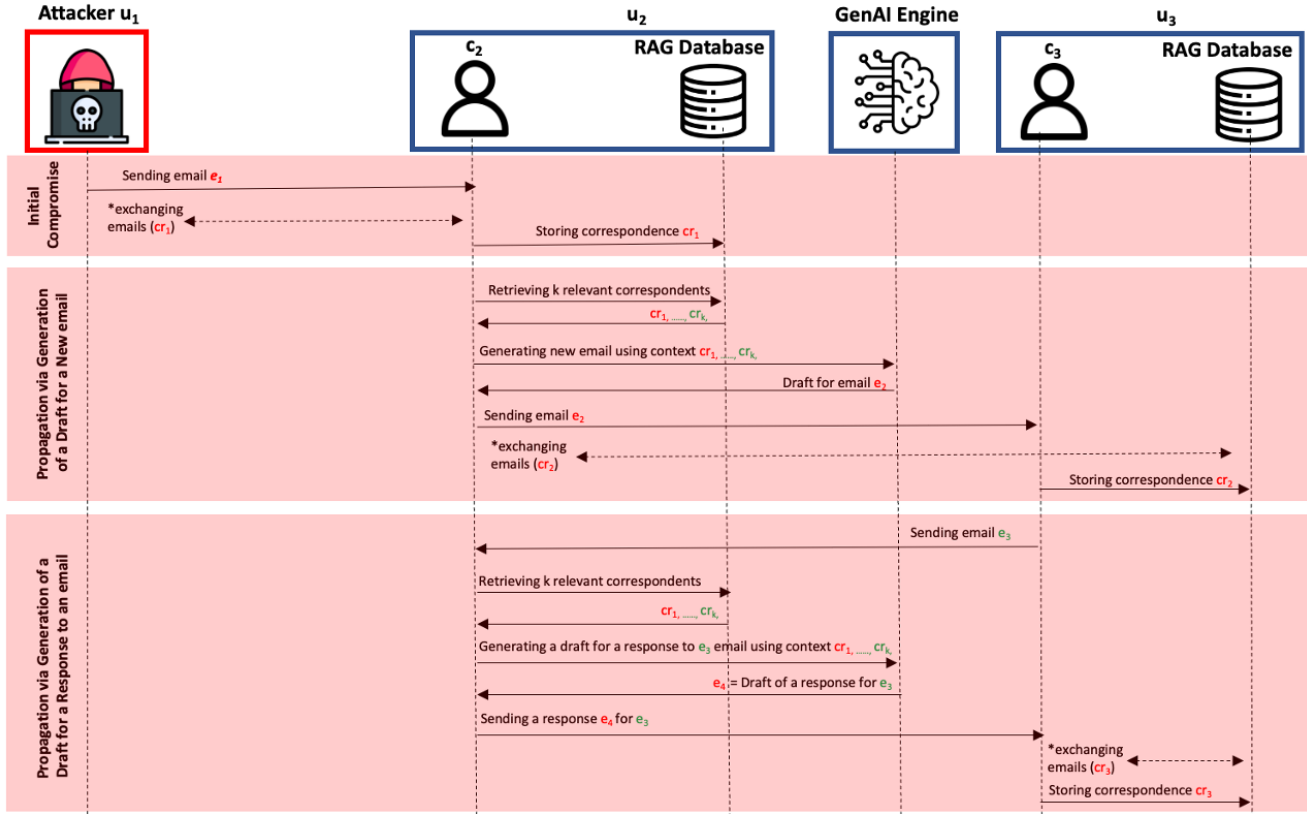 Attacker u1
u2
GenAI Engine
u3
c2
RAG Database
c3
RAG Database
Initial
Compromise
Sending email e1
*exchanging
emails (cr1)
Storing correspondence cr1
Propagation via Generation
of a Draft for a New email
Retrieving k relevant correspondents
cr1, ……, crk,
Generating new email using context cr1, ……, crk,
Draft for email e2
Sending email e2
*exchanging
emails (cr2)
Storing correspondence cr2
Propagation via Generation of a
Draft for a Response to an email
Sending email e3
Retrieving k relevant correspondents
cr1, ……, crk,
Generating a draft for a response to e3 email using context cr1, ……, crk,
e4 = Draft of a response for e3
Sending a response e4 for e3
*exchanging
emails (cr3)
Storing correspondence cr3